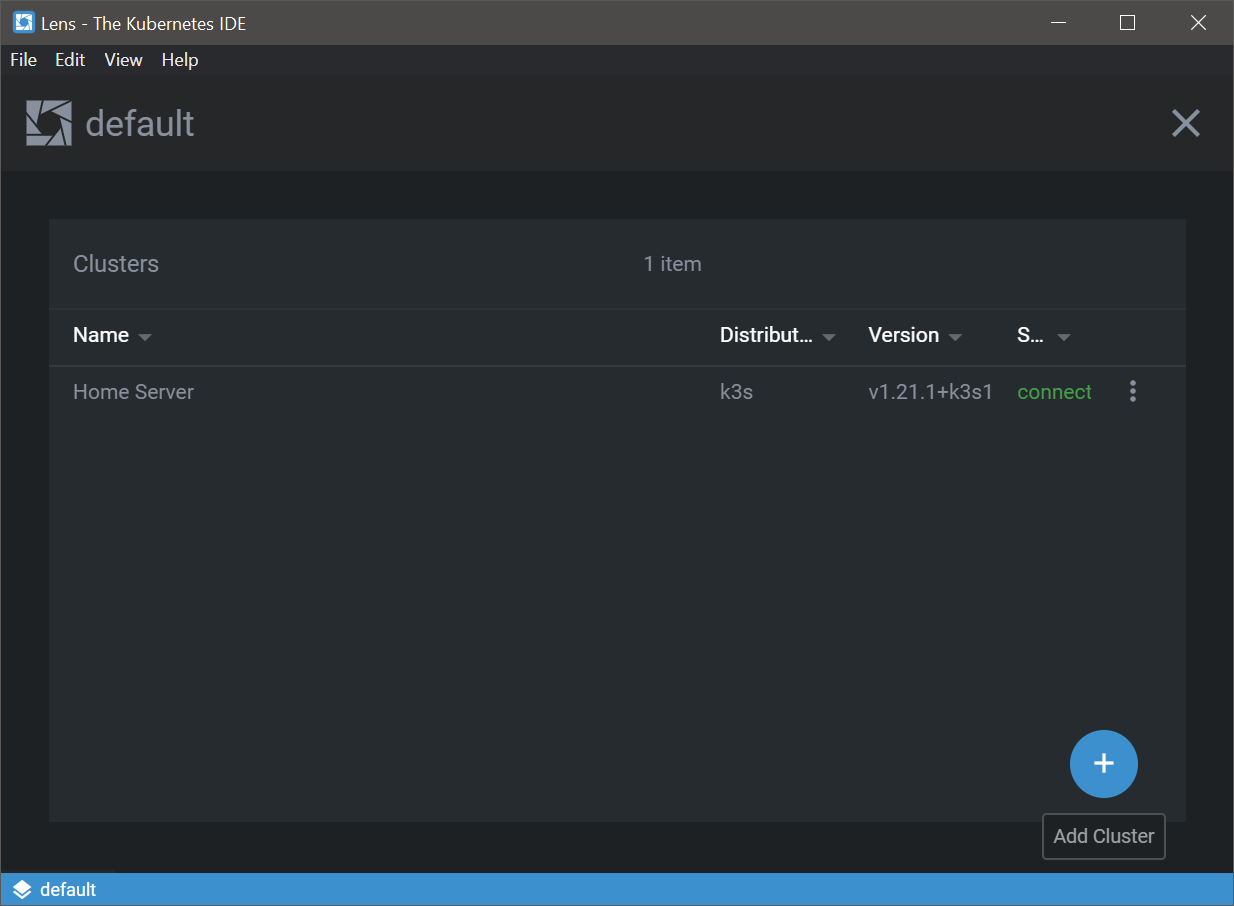 Lens - The Kubernetes IDE
File Edit View Help
default
Clusters 1 item
Name Distribut... Version S...
Home Server k3s v1.21.1+k3s1 connect
Add Cluster
default